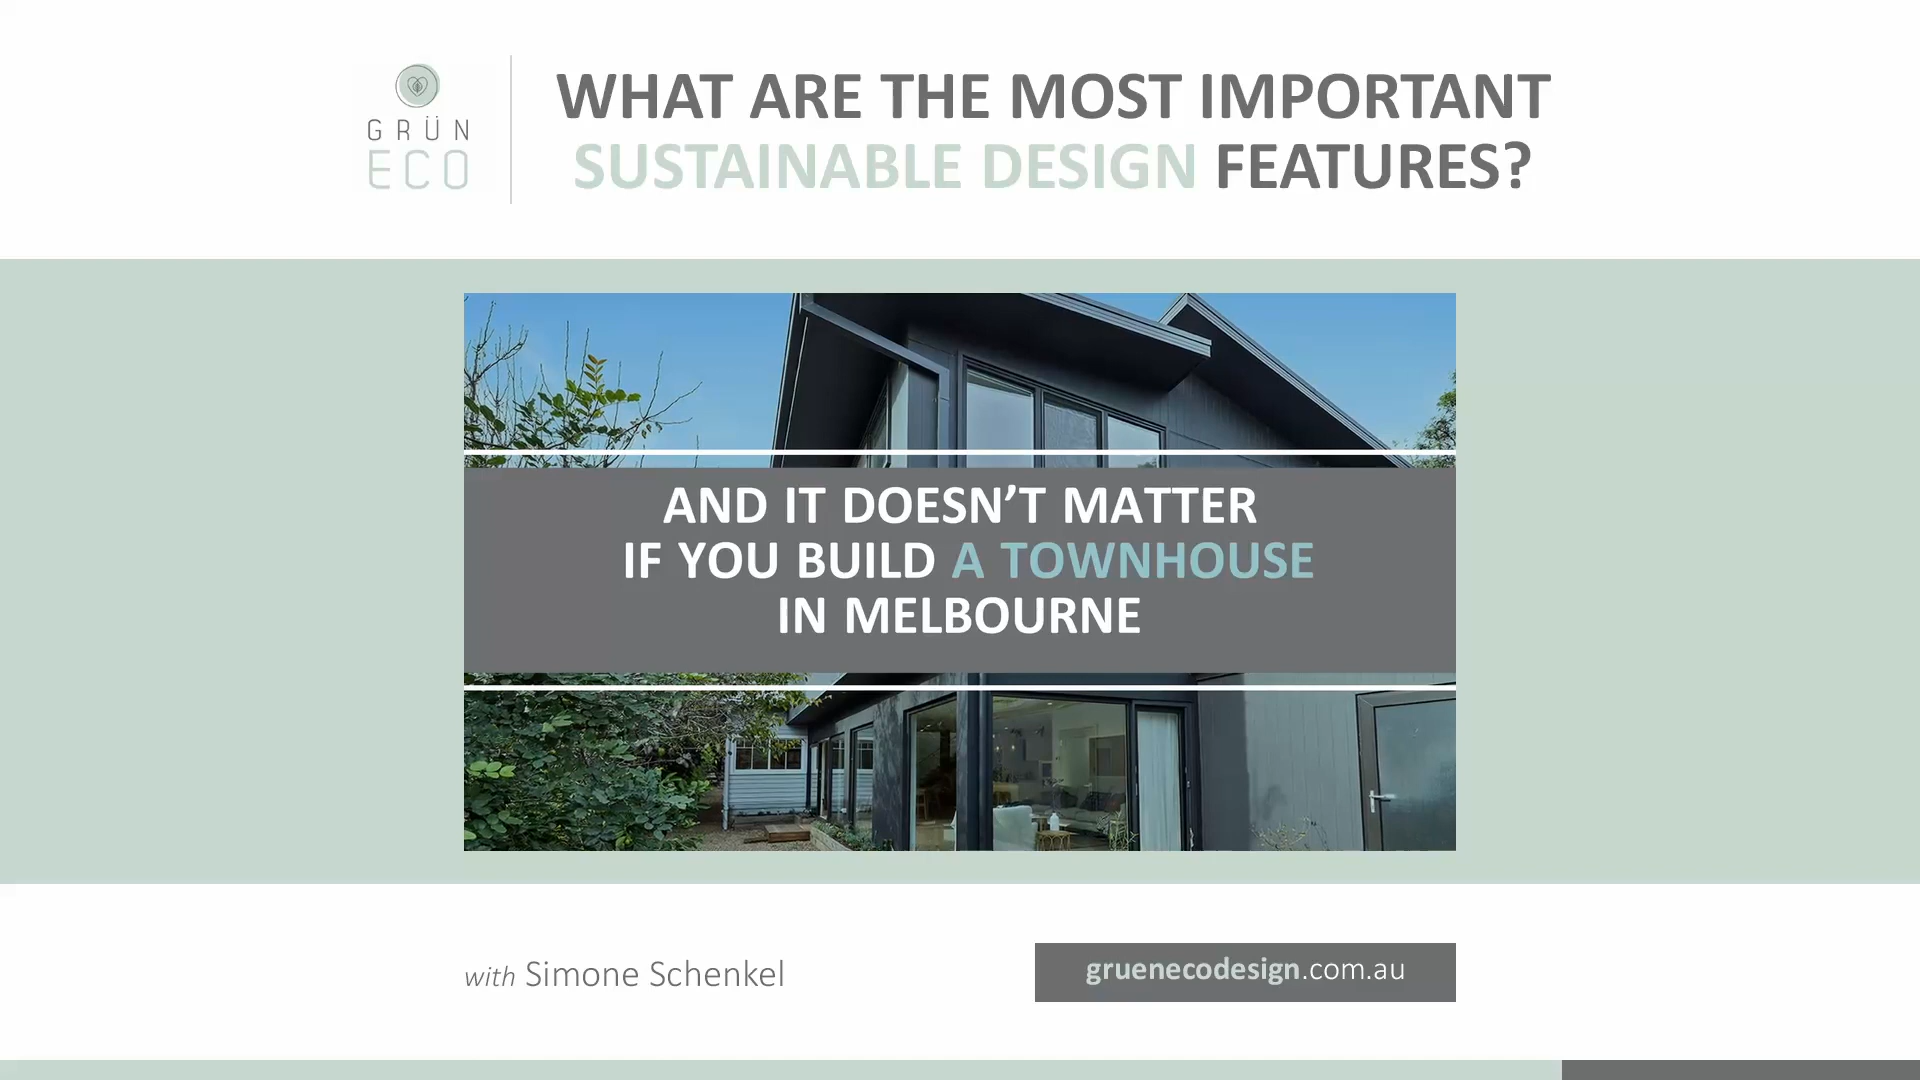 GRÜN
ECO
WHAT ARE THE MOST IMPORTANT
SUSTAINABLE DESIGN FEATURES?
AND IT DOESN’T MATTER
IF YOU BUILD A TOWNHOUSE
IN MELBOURNE
with Simone Schenkel
gruenecodesign.com.au